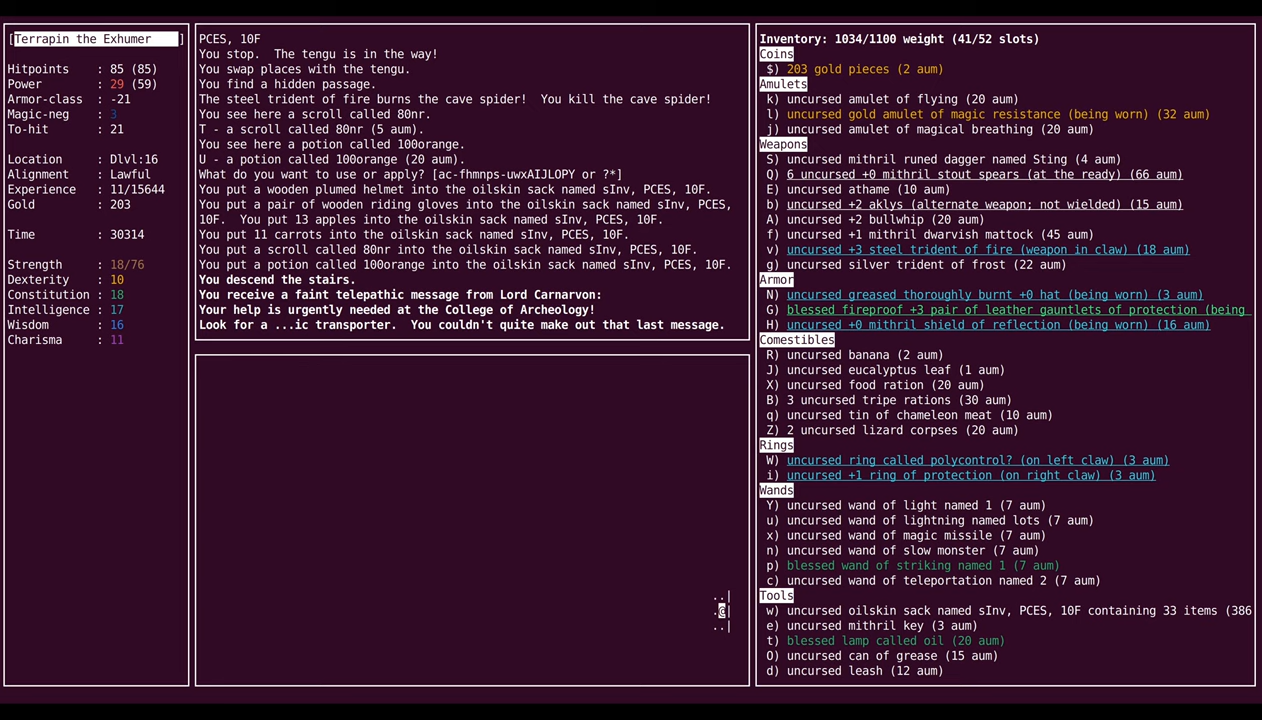 [Terrapin the Exhumer ]
Hitpoints : 85 (85)
Power : 29 (59)
Armor-class : -21
Magic-neg : 3
To-hit : 21
Location : Dlvl:16
Alignment : Lawful
Experience : 11/15644
Gold : 203
Time : 30314
Strength : 18/76
Dexterity : 10
Constitution : 18
Intelligence : 17
Wisdom : 16
Charisma : 11
PCES, 10F
You stop. The tengu is in the way!
You swap places with the tengu.
You find a hidden passage.
The steel trident of fire burns the cave spider! You kill the cave spider!
You see here a scroll called 80nr.
T - a scroll called 80nr (5 aum).
You see here a potion called 100orange.
U - a potion called 100orange (20 aum).
What do you want to use or apply? [ac-fhmnps-uwxAIJLOPY or ?*]
You put a wooden plumed helmet into the oilskin sack named sInv, PCES, 10F.
You put a pair of wooden riding gloves into the oilskin sack named sInv, PCES,
10F. You put 13 apples into the oilskin sack named sInv, PCES, 10F.
You put 11 carrots into the oilskin sack named sInv, PCES, 10F.
You put a scroll called 80nr into the oilskin sack named sInv, PCES, 10F.
You put a potion called 100orange into the oilskin sack named sInv, PCES, 10F.
You descend the stairs.
You receive a faint telepathic message from Lord Carnarvon:
Your help is urgently needed at the College of Archeology!
Look for a ...ic transporter. You couldn't quite make out that last message.
..|
.@|
..|
Inventory: 1034/1100 weight (41/52 slots)
Coins
$) 203 gold pieces (2 aum)
Amulets
k) uncursed amulet of flying (20 aum)
l) uncursed gold amulet of magic resistance (being worn) (32 aum)
j) uncursed amulet of magical breathing (20 aum)
Weapons
S) uncursed mithril runed dagger named Sting (4 aum)
Q) 6 uncursed +0 mithril stout spears (at the ready) (66 aum)
E) uncursed athame (10 aum)
b) uncursed +2 aklys (alternate weapon; not wielded) (15 aum)
A) uncursed +2 bullwhip (20 aum)
f) uncursed +1 mithril dwarvish mattock (45 aum)
v) uncursed +3 steel trident of fire (weapon in claw) (18 aum)
g) uncursed silver trident of frost (22 aum)
Armor
N) uncursed greased thoroughly burnt +0 hat (being worn) (3 aum)
G) blessed fireproof +3 pair of leather gauntlets of protection (being
H) uncursed +0 mithril shield of reflection (being worn) (16 aum)
Comestibles
R) uncursed banana (2 aum)
J) uncursed eucalyptus leaf (1 aum)
X) uncursed food ration (20 aum)
B) 3 uncursed tripe rations (30 aum)
q) uncursed tin of chameleon meat (10 aum)
Z) 2 uncursed lizard corpses (20 aum)
Rings
W) uncursed ring called polycontrol? (on left claw) (3 aum)
i) uncursed +1 ring of protection (on right claw) (3 aum)
Wands
Y) uncursed wand of light named 1 (7 aum)
u) uncursed wand of lightning named lots (7 aum)
x) uncursed wand of magic missile (7 aum)
n) uncursed wand of slow monster (7 aum)
p) blessed wand of striking named 1 (7 aum)
c) uncursed wand of teleportation named 2 (7 aum)
Tools
w) uncursed oilskin sack named sInv, PCES, 10F containing 33 items (386
e) uncursed mithril key (3 aum)
t) blessed lamp called oil (20 aum)
O) uncursed can of grease (15 aum)
d) uncursed leash (12 aum)